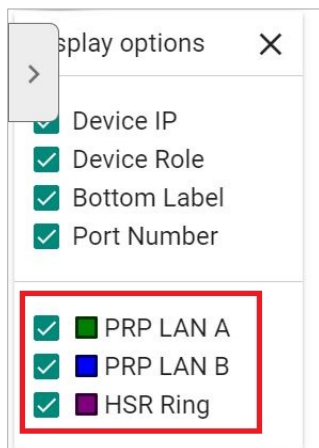 splay options
Device IP
Device Role
Bottom Label
Port Number
PRP LAN A
PRP LAN B
HSR Ring